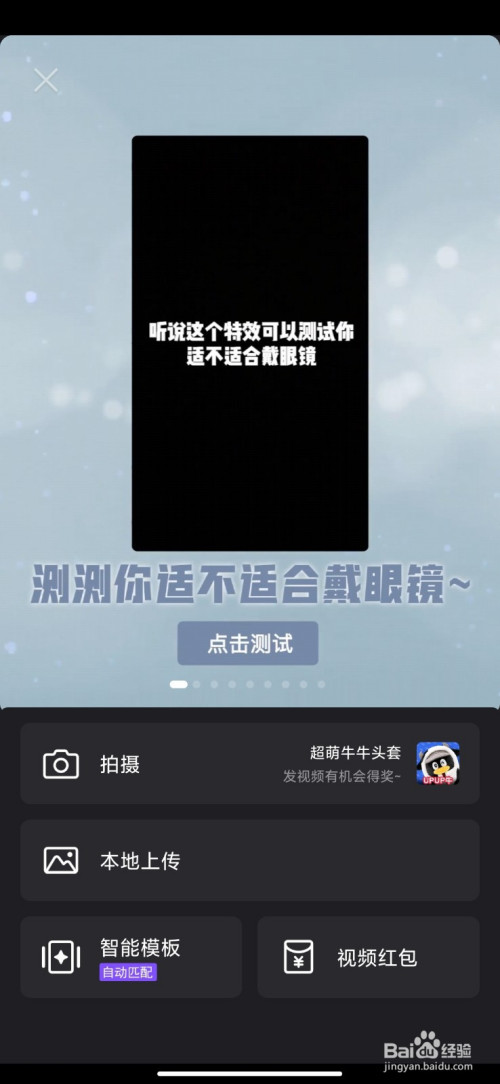 听说这个特效可以测试你
适不适合戴眼镜
测测你适不适合戴眼镜~
点击测试
拍摄
超萌牛牛头套
发视频有机会得奖~
UPUP牛
本地上传
智能模板
自动匹配
视频红包
Baidu经验
jingyan.baidu.com